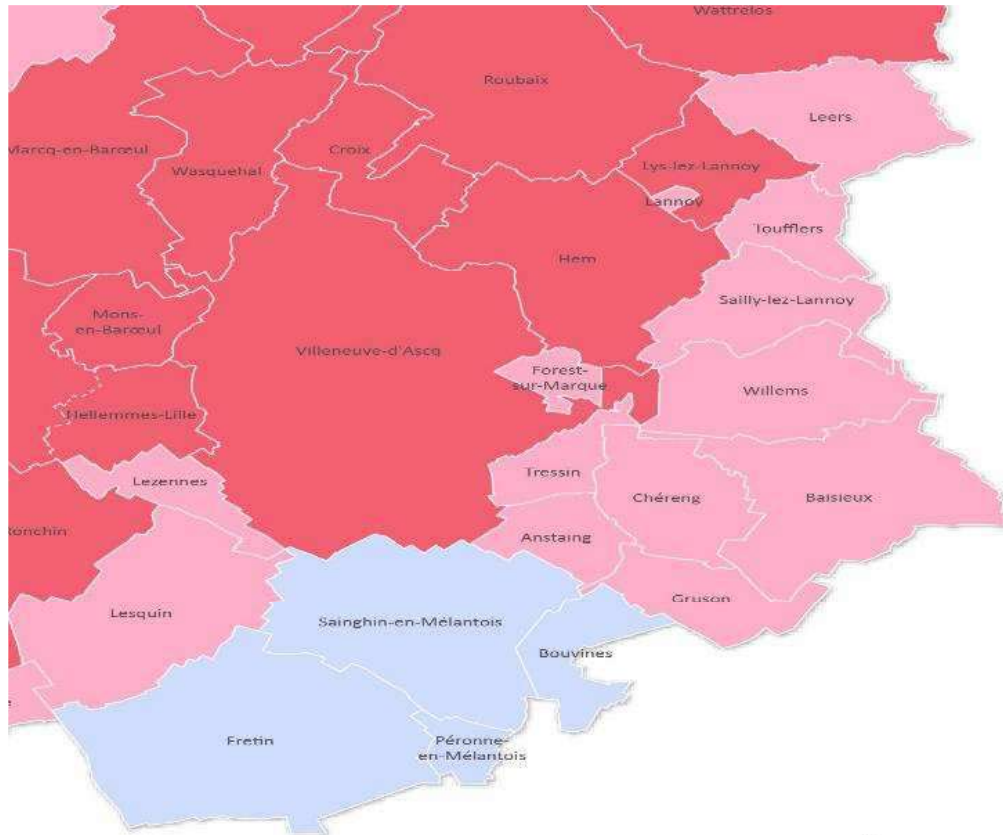 Wattrelos
Roubaix
Leers
Marcq-en-Barœul
Croix
Wasquehal
Lys-lez-Lannoy
Lannoy
Toufflers
Hem
Sailly-lez-Lannoy
Mons-
en-Barœul
Villeneuve-d'Ascq
Forest-
sur-Marque
Willems
Hellemmes-Lille
Lezennes
Tressin
Chéreng
Baisieux
Ronchin
Anstaing
Lesquin
Gruson
Sainghin-en-Mélantois
Bouvines
Fretin
Péronne-
en-Mélantois